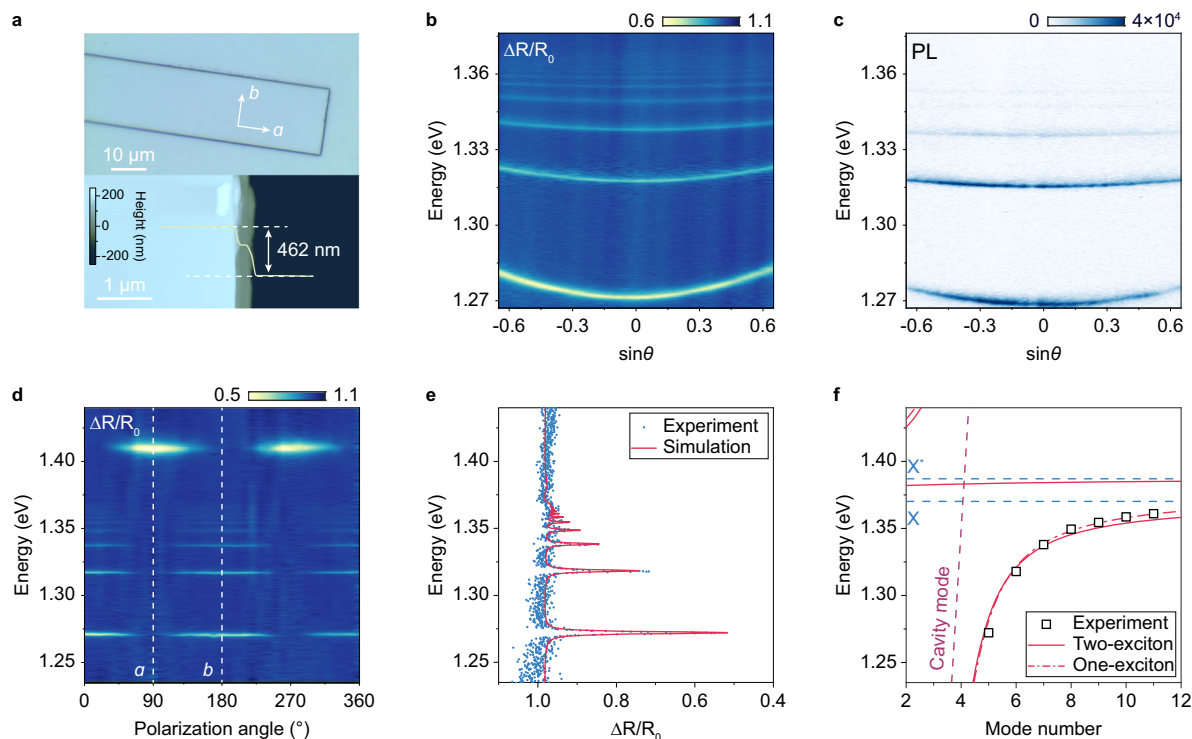 a
b
a
10 µm
200
0
-200
Height (nm)
462 nm
1 µm
b
0.6 1.1
ΔR/R₀
1.36
1.33
1.30
1.27
Energy (eV)
-0.6 -0.3 0 0.3 0.6
sinθ
c
0 4×10⁴
PL
1.36
1.33
1.30
1.27
Energy (eV)
-0.6 -0.3 0 0.3 0.6
sinθ
d
0.5 1.1
ΔR/R₀
1.40
1.35
1.30
1.25
Energy (eV)
a b
0 90 180 270 360
Polarization angle (°)
e
Experiment
Simulation
1.40
1.35
1.30
1.25
Energy (eV)
1.0 0.8 0.6 0.4
ΔR/R₀
f
X*
X
Cavity mode
1.40
1.35
1.30
1.25
Energy (eV)
Experiment
Two-exciton
One-exciton
2 4 6 8 10 12
Mode number